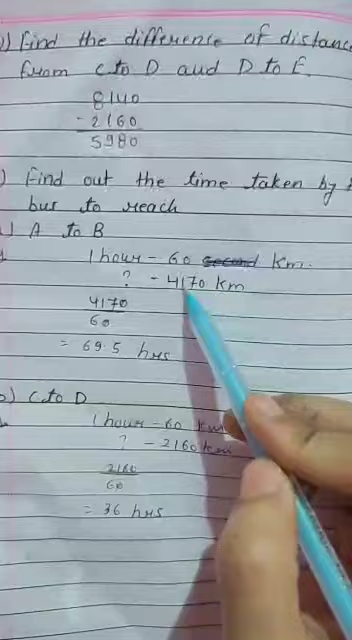 ) Find the difference of distance
from C to D and D to E.
8140
- 2160
5980
) Find out the time taken by
bus to reach
A to B
1 hour - 60 Km.
? - 4170 km
4170
60
= 69.5 hrs
) C to D
1 hour - 60 km
? - 2160 km
2160
60
= 36 hrs